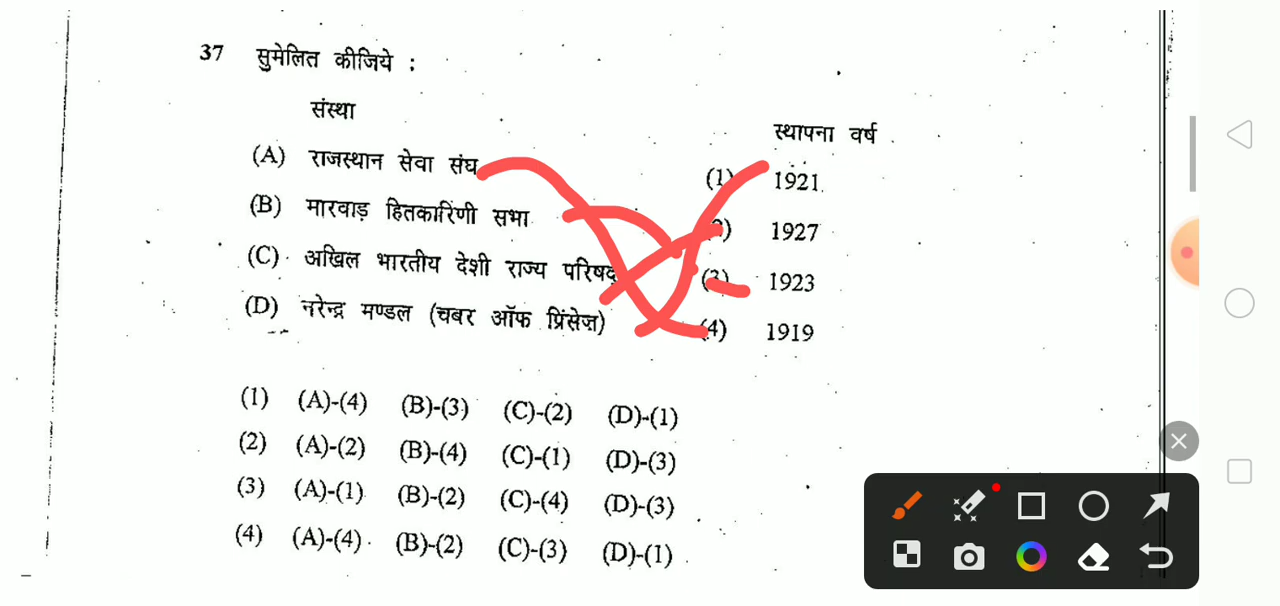 37 सुमेलित कीजिये :
संस्था
स्थापना वर्ष
(A) राजस्थान सेवा संघ (1) 1921
(B) मारवाड़ हितकारिणी सभा (2) 1927
(C) अखिल भारतीय देशी राज्य परिषद् (3) 1923
(D) नरेन्द्र मण्डल (चबर ऑफ प्रिंसेज़) (4) 1919
(1) (A)-(4) (B)-(3) (C)-(2) (D)-(1)
(2) (A)-(2) (B)-(4) (C)-(1) (D)-(3)
(3) (A)-(1) (B)-(2) (C)-(4) (D)-(3)
(4) (A)-(4) (B)-(2) (C)-(3) (D)-(1)